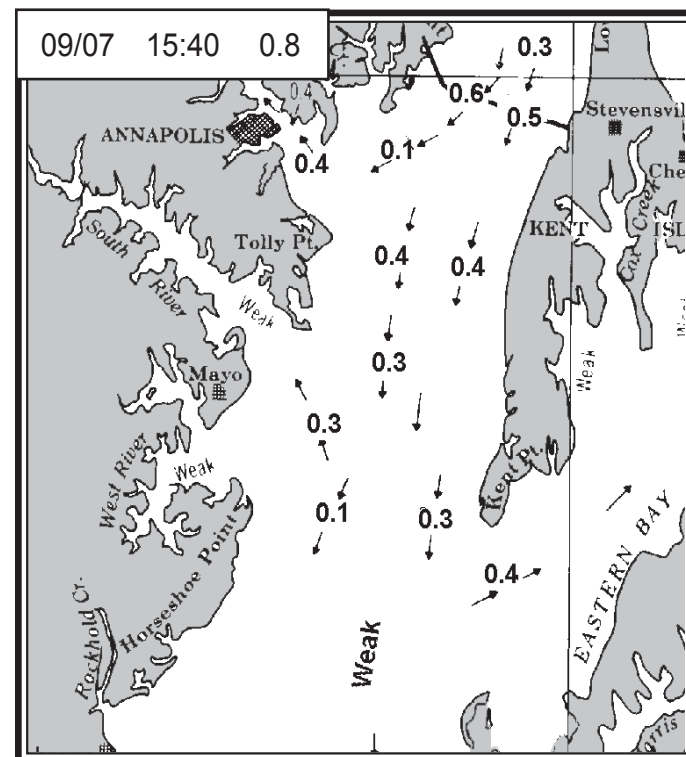 09/07 15:40 0.8
0.3
0.4
0.6
0.5
Stevensvil
ANNAPOLIS
0.4
0.1
Che
South
River
Tolly Pt.
KENT
Cox Creek
ISL
0.4
0.4
Weak
0.3
Weak
Mayo
0.3
West River
Weak
Kent Pt.
0.1
0.3
Horseshoe Point
EASTERN BAY
0.4
Rockhold Cr.
Weak
orris